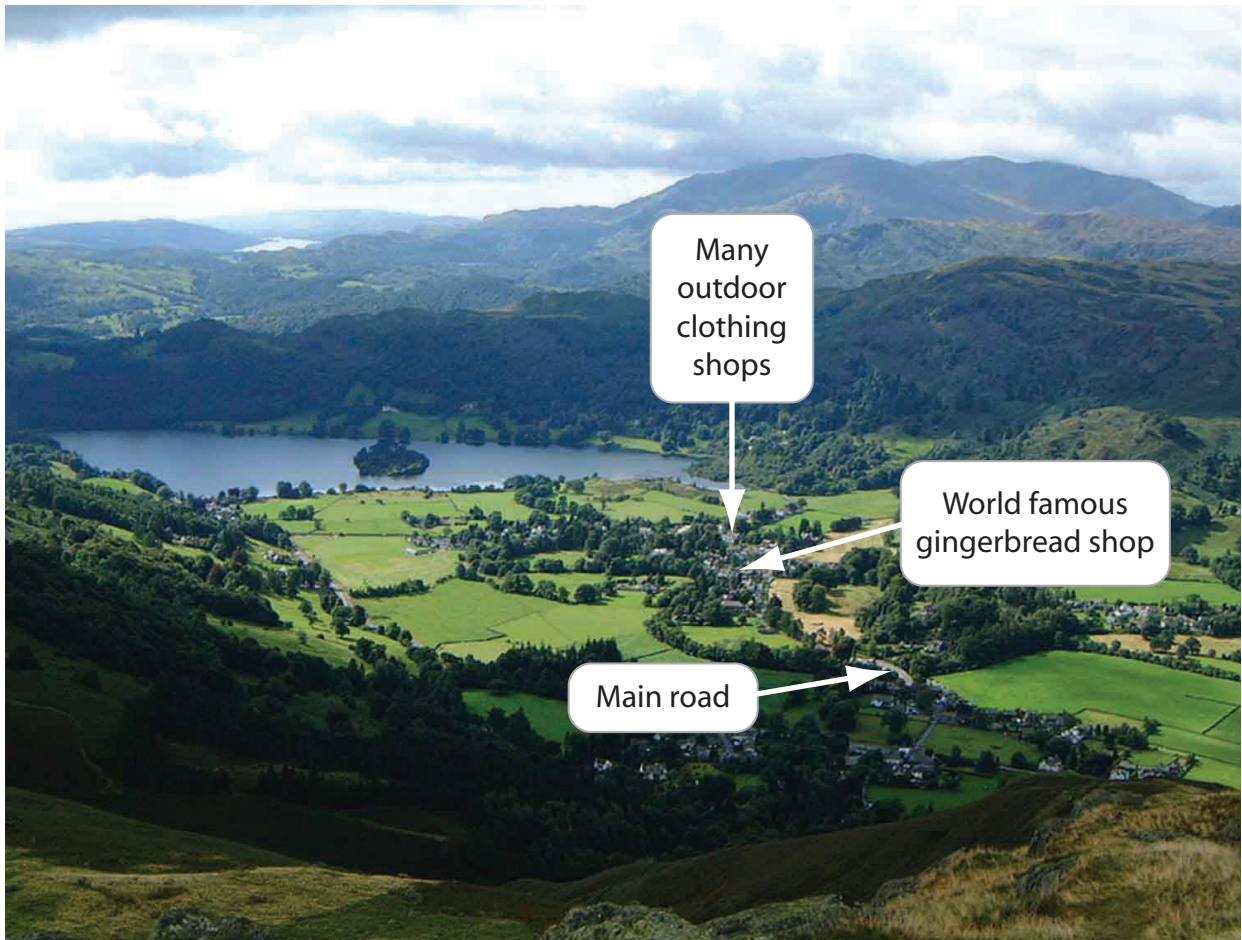 Many
outdoor
clothing
shops
World famous
gingerbread shop
Main road